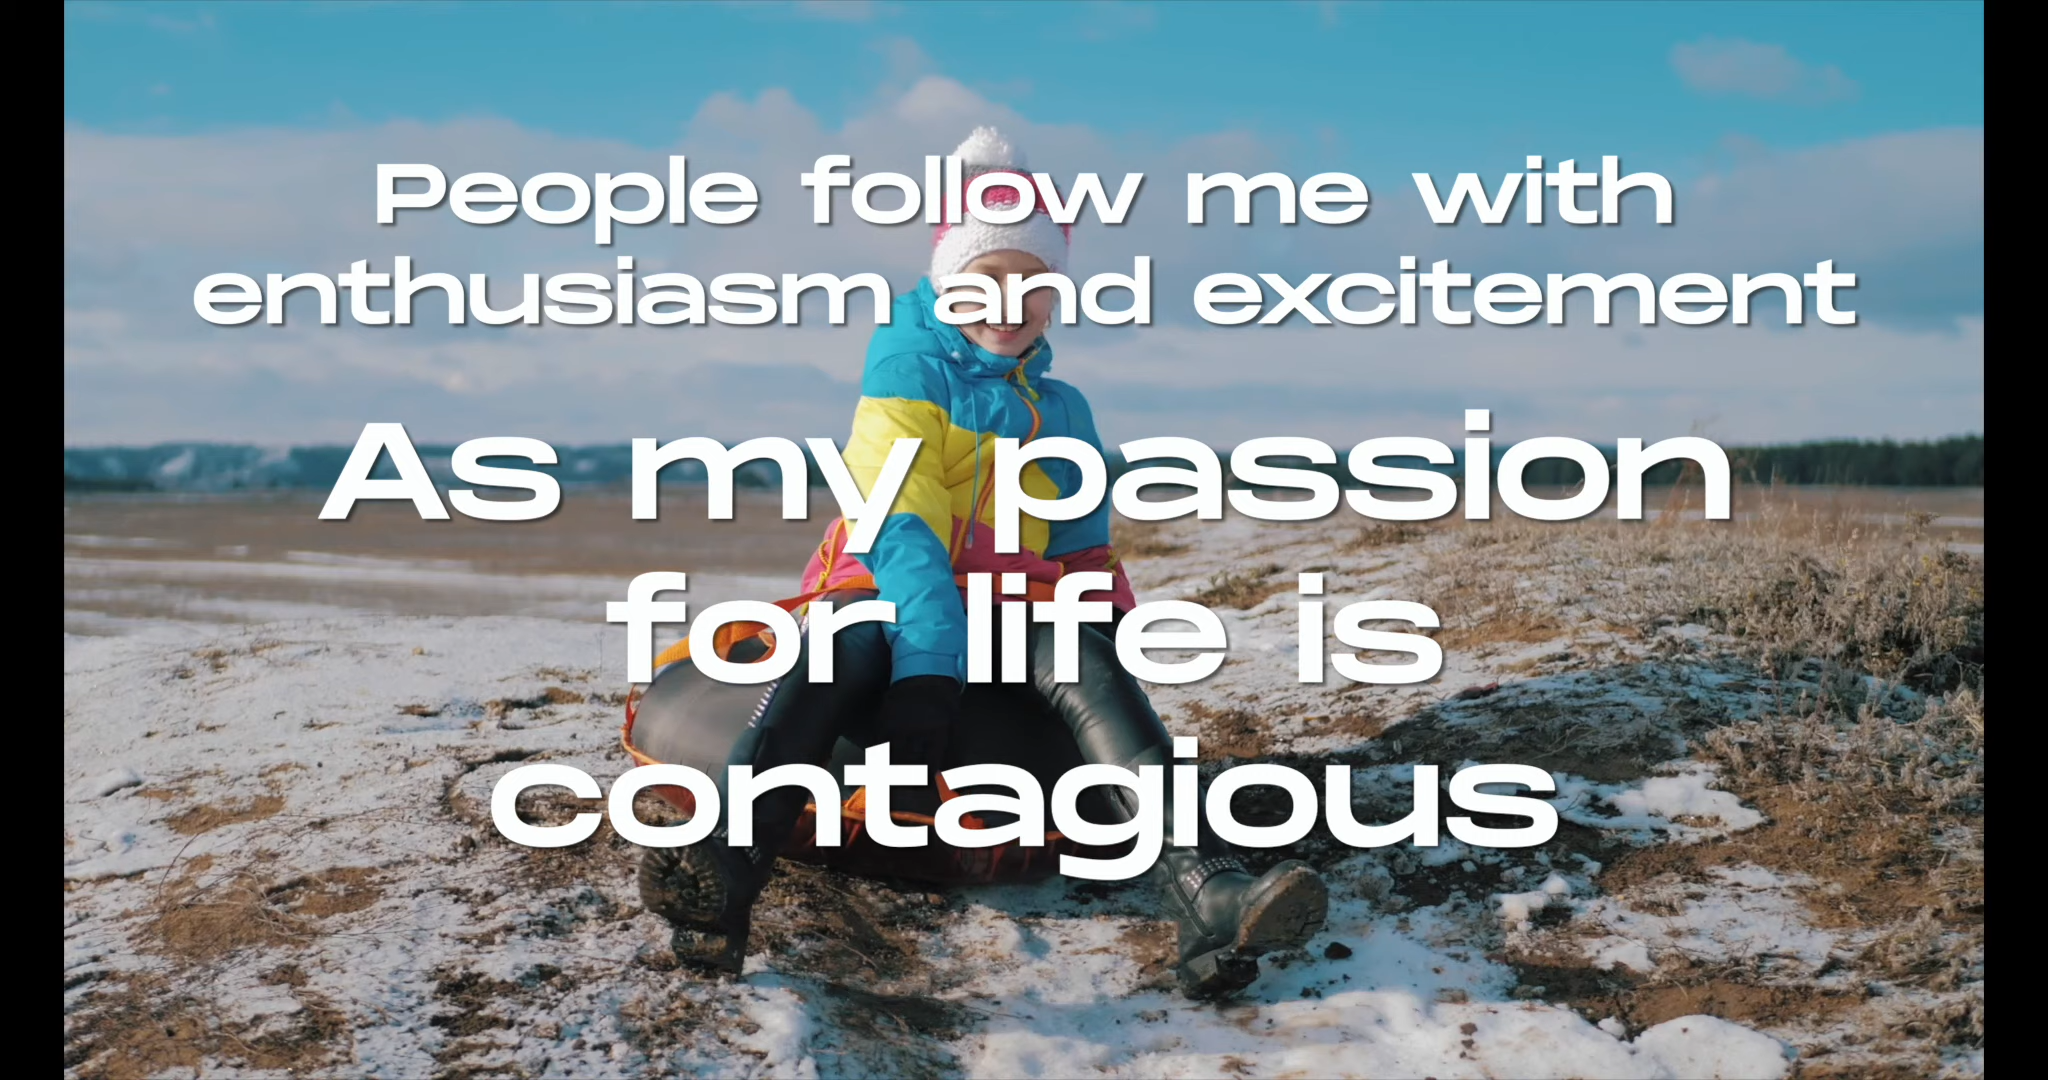 People follow me with
enthusiasm and excitement
As my passion
for life is
contagious